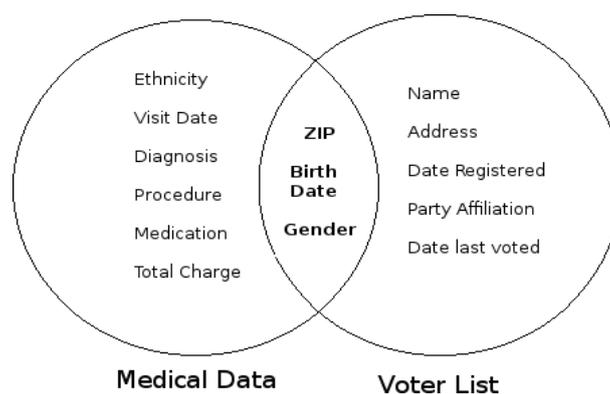 Ethnicity
Visit Date
Diagnosis
Procedure
Medication
Total Charge
ZIP
Birth
Date
Gender
Name
Address
Date Registered
Party Affiliation
Date last voted
Medical Data
Voter List